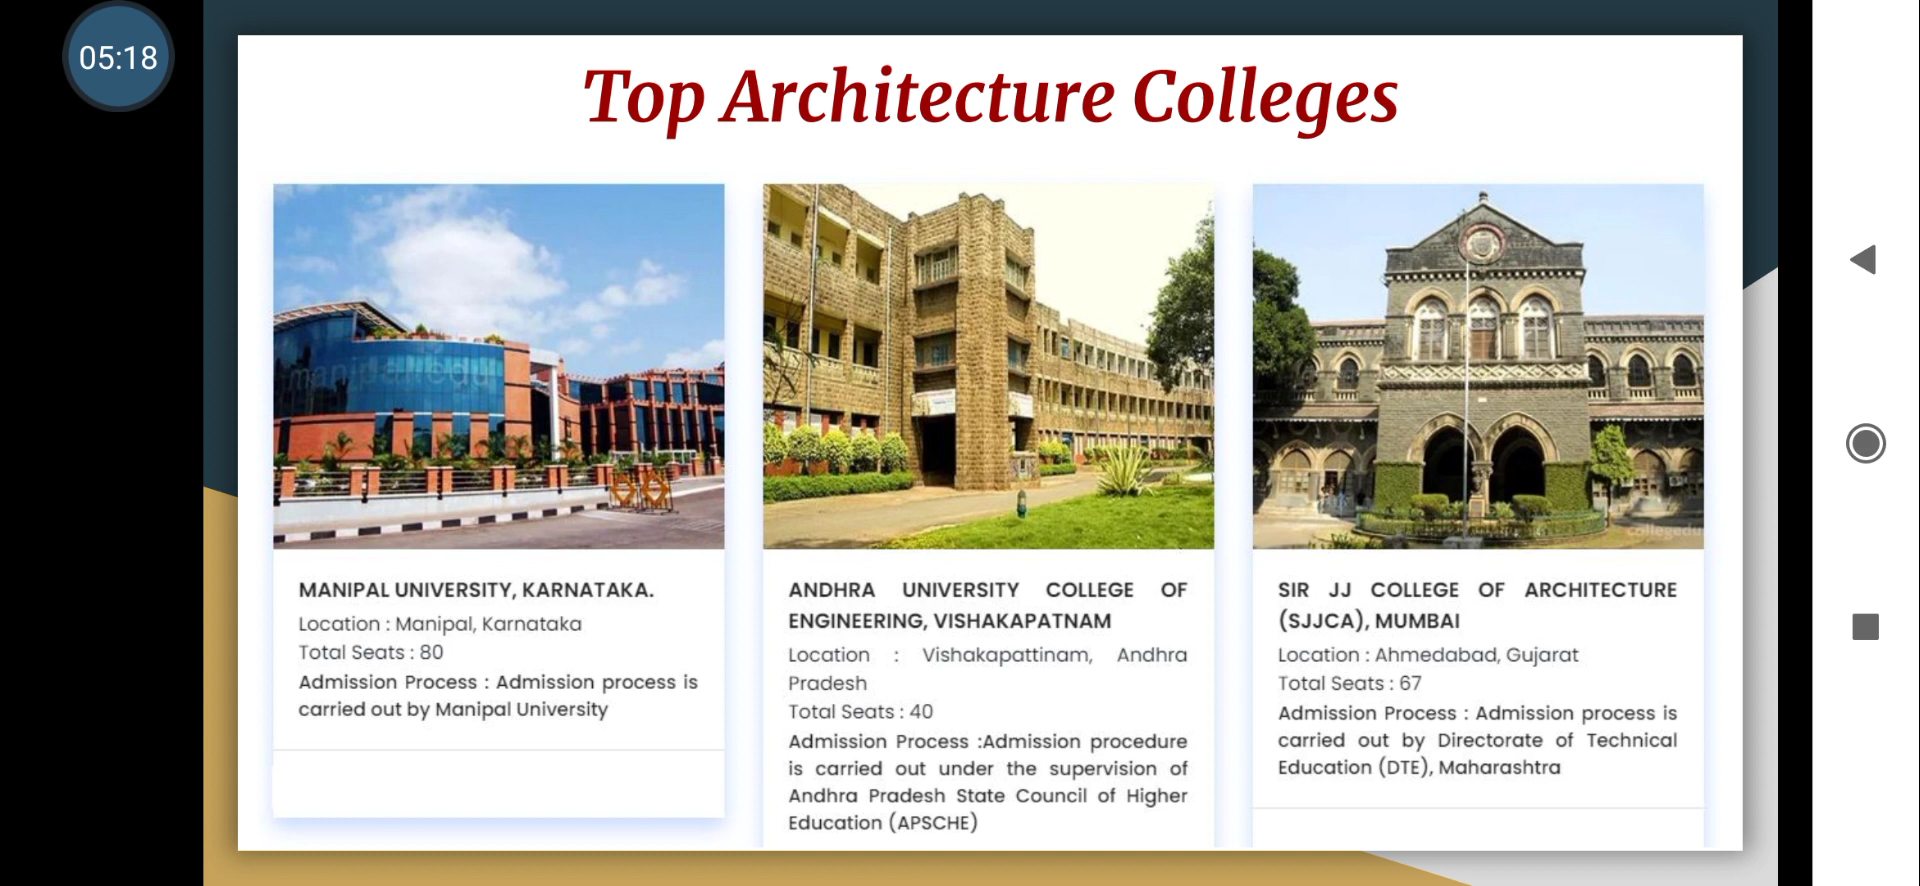 05:18
Top Architecture Colleges
MANIPAL UNIVERSITY, KARNATAKA.
Location : Manipal, Karnataka
Total Seats : 80
Admission Process : Admission process is
carried out by Manipal University
ANDHRA UNIVERSITY COLLEGE OF
ENGINEERING, VISHAKAPATNAM
Location : Vishakapattinam, Andhra
Pradesh
Total Seats : 40
Admission Process :Admission procedure
is carried out under the supervision of
Andhra Pradesh State Council of Higher
Education (APSCHE)
SIR JJ COLLEGE OF ARCHITECTURE
(SJJCA), MUMBAI
Location : Ahmedabad, Gujarat
Total Seats : 67
Admission Process : Admission process is
carried out by Directorate of Technical
Education (DTE), Maharashtra